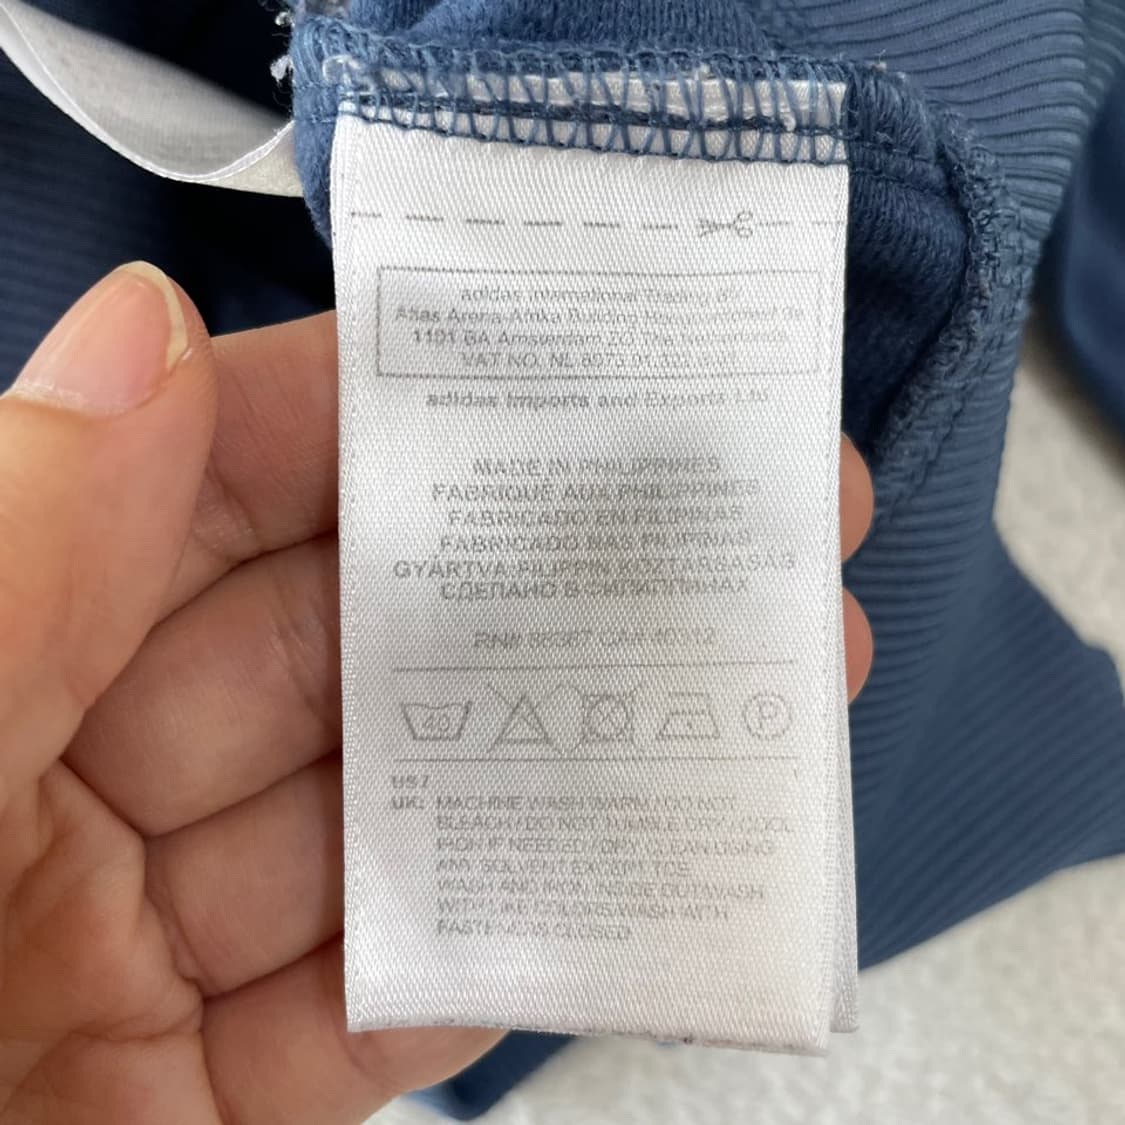 adidas International Trading BV
Atlas Arena-Afrika Building
1101 BA Amsterdam ZO The Netherlands
VAT NO. NL
adidas Imports and Exports Ltd
MADE IN PHILIPPINES
FABRIQUÉ AUX PHILIPPINES
FABRICADO EN FILIPINAS
FABRICADO NAS FILIPINAS
GYÁRTVA FILIPPIN KÖZTÁRSASÁG
СДЕЛАНО В ФИЛИППИНАХ
RN# 88387 CA# 40312
40 P
US /
UK: MACHINE WASH WARM / DO NOT
BLEACH / DO NOT TUMBLE DRY / COOL
IRON IF NEEDED / DRY CLEAN USING
ANY SOLVENT EXCEPT TCE
WASH AND IRON INSIDE OUT/WASH
WITH LIKE COLORS/WASH WITH
FASTENINGS CLOSED